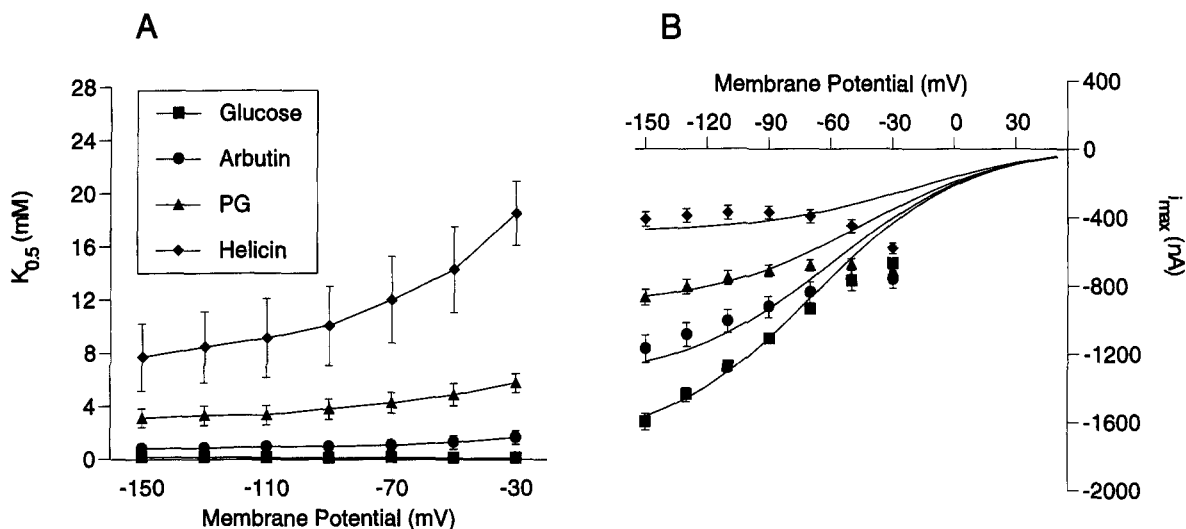 A
28
24
20
16
12
8
4
0
K0.5 (mM)
Glucose
Arbutin
PG
Helicin
-150
-110
-70
-30
Membrane Potential (mV)
B
Membrane Potential (mV)
-150
-120
-90
-60
-30
0
30
400
0
-400
-800
-1200
-1600
-2000
imax (nA)